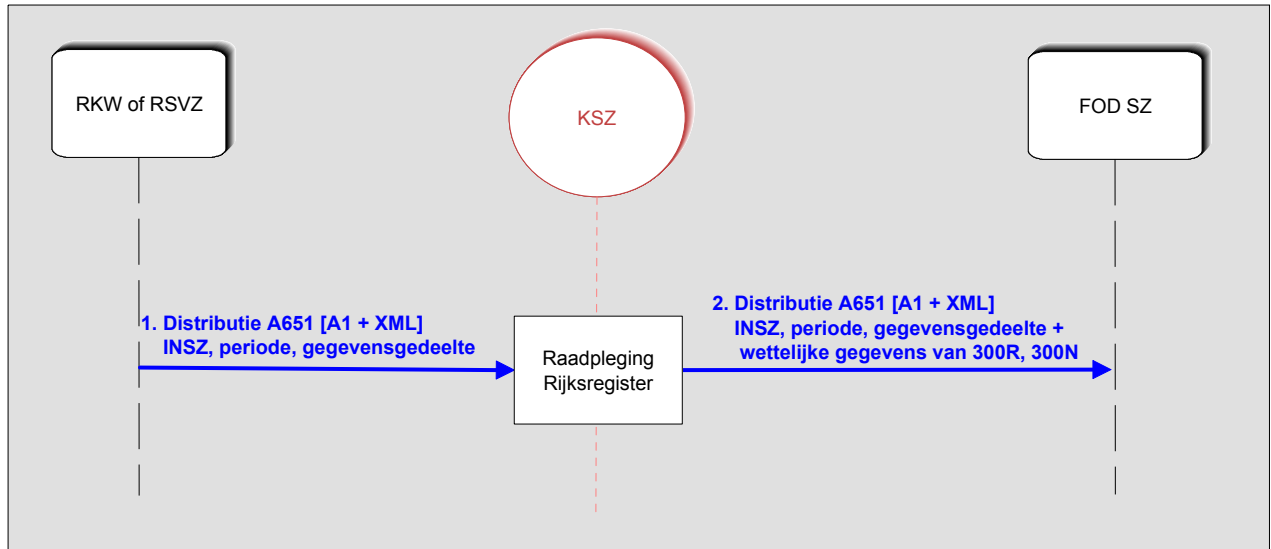 RKW of RSVZ
KSZ
FOD SZ
1. Distributie A651 [A1 + XML]
INSZ, periode, gegevensgedeelte
Raadpleging
Rijksregister
2. Distributie A651 [A1 + XML]
INSZ, periode, gegevensgedeelte +
wettelijke gegevens van 300R, 300N